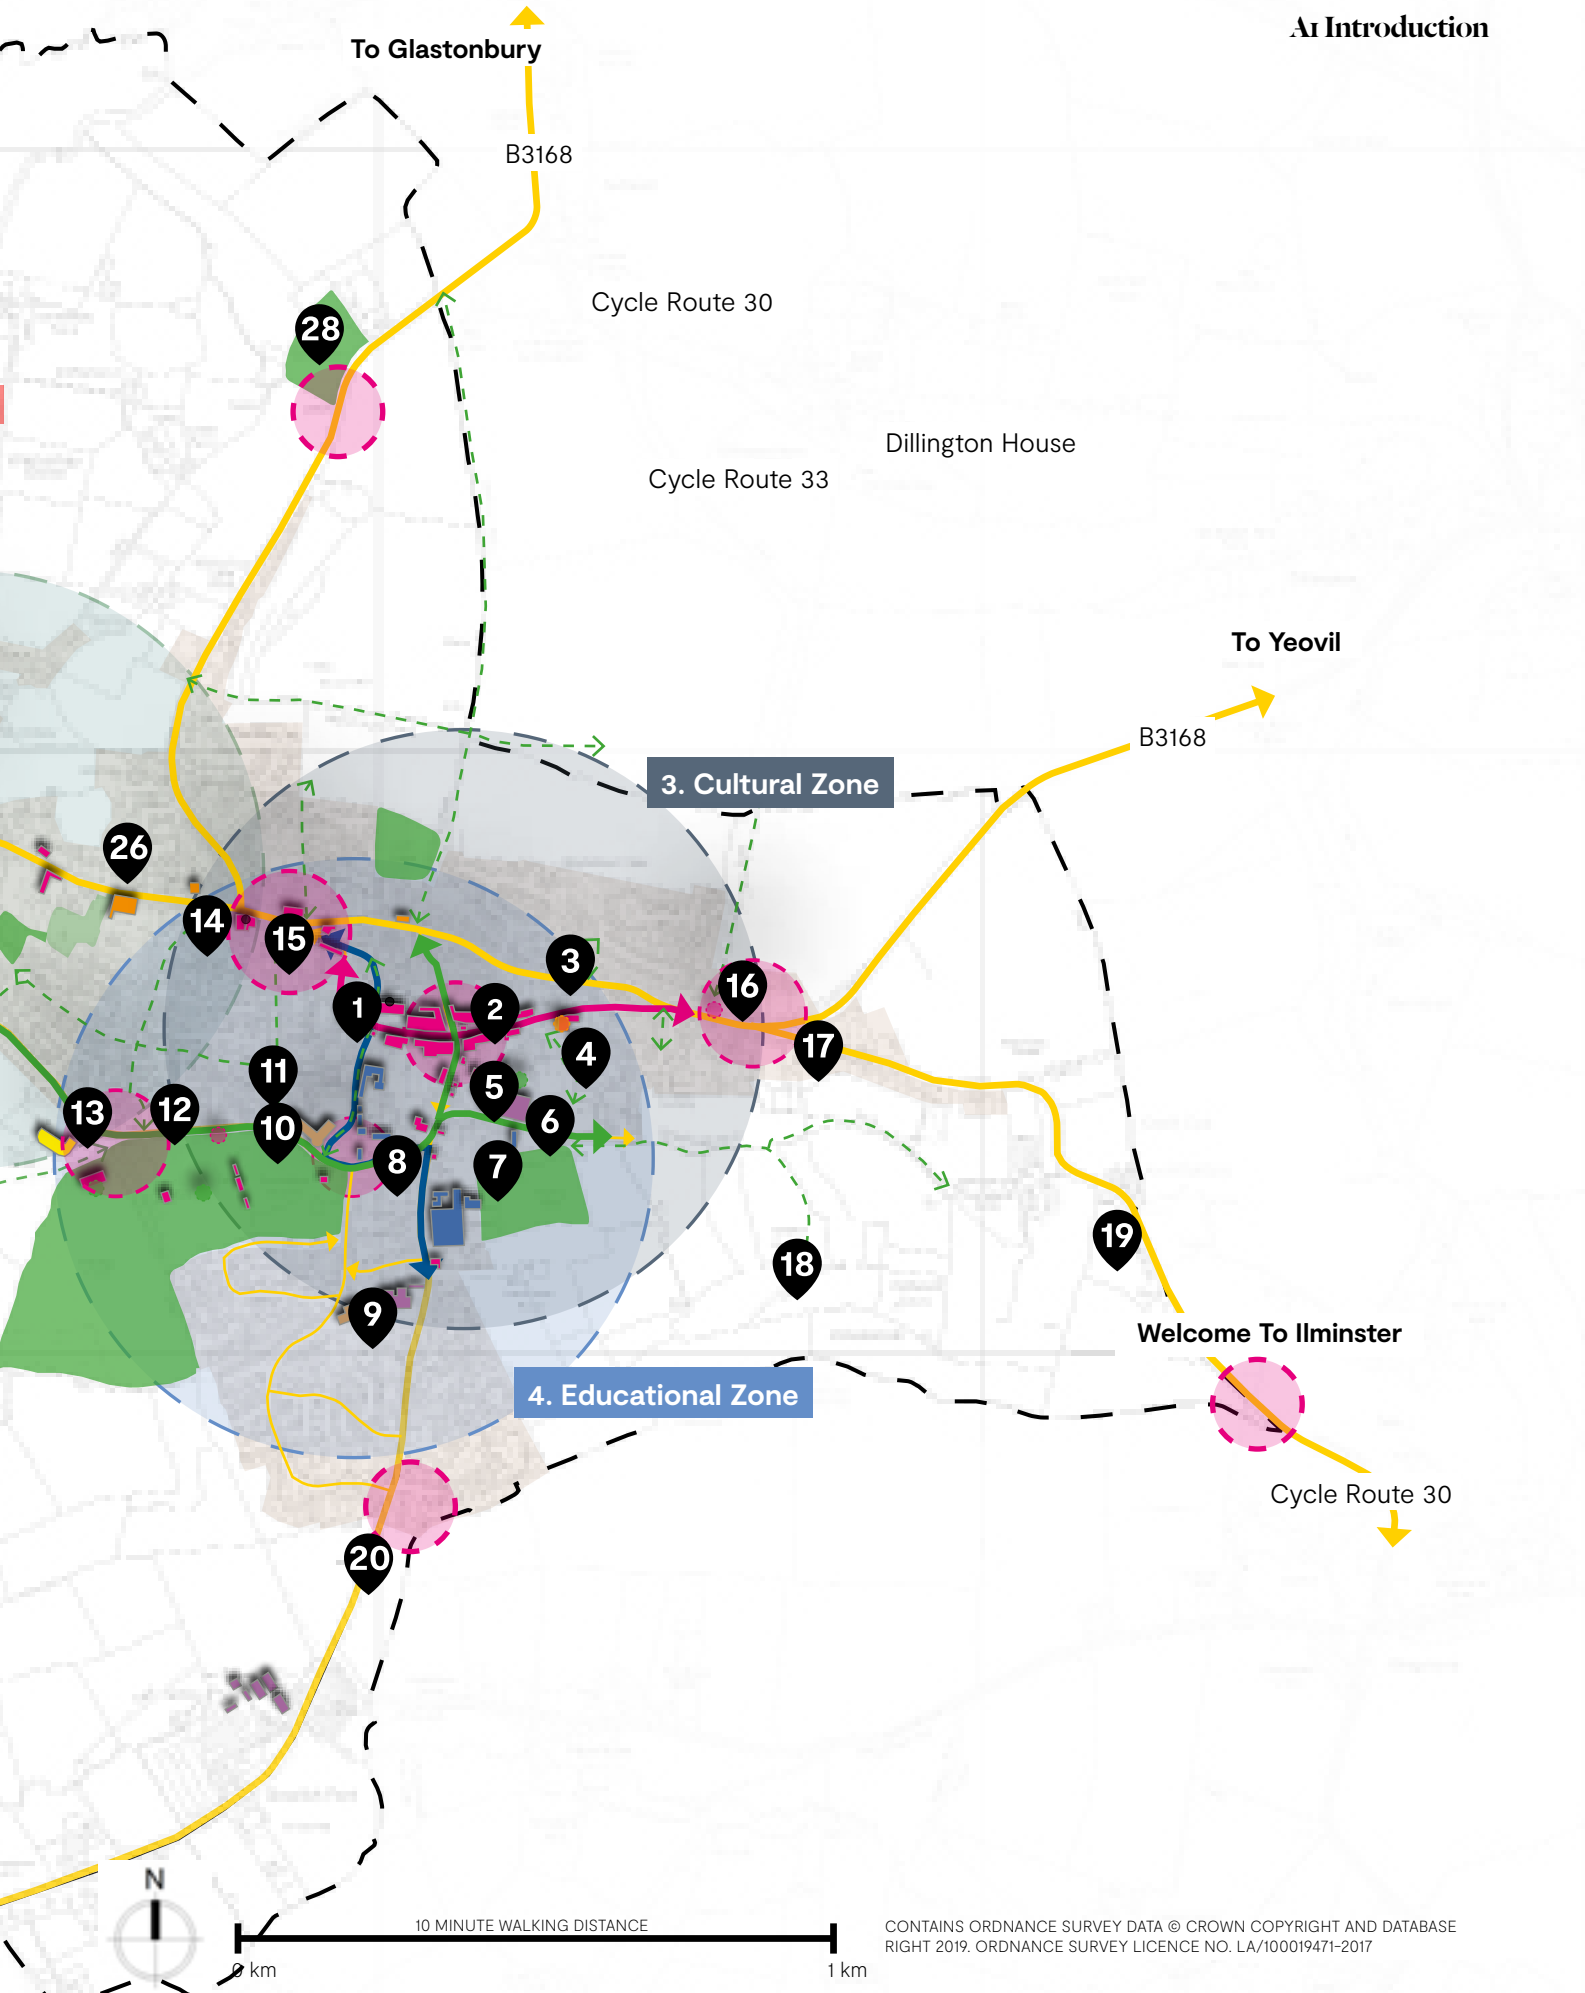 A1 Introduction
To Glastonbury
B3168
Cycle Route 30
28
Dillington House
Cycle Route 33
To Yeovil
B3168
3. Cultural Zone
26
14
15
3
16
1
2
17
4
11
5
13
12
10
6
8
7
19
18
9
Welcome To Ilminster
4. Educational Zone
Cycle Route 30
20
N
10 MINUTE WALKING DISTANCE
0 km
1 km
CONTAINS ORDNANCE SURVEY DATA © CROWN COPYRIGHT AND DATABASE
RIGHT 2019. ORDNANCE SURVEY LICENCE NO. LA/100019471-2017